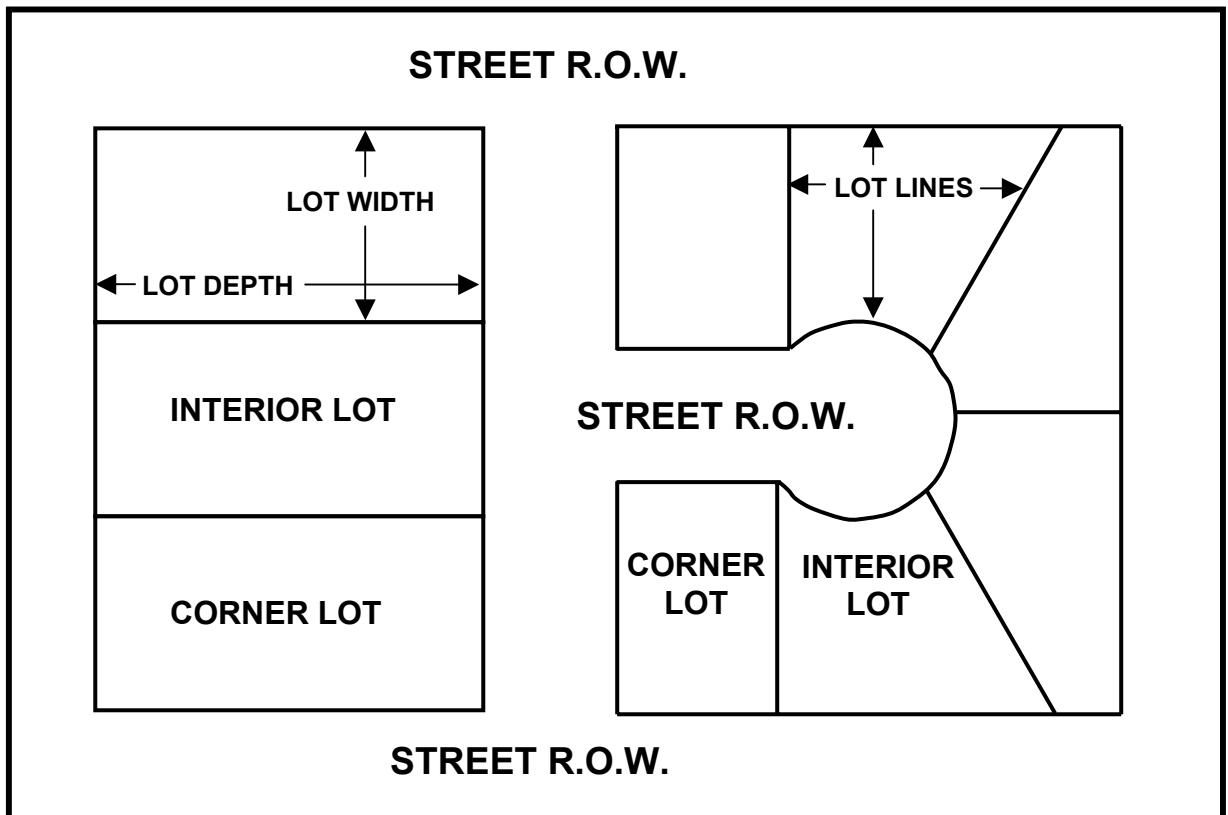 STREET R.O.W.
LOT WIDTH
LOT DEPTH
INTERIOR LOT
CORNER LOT
LOT LINES
STREET R.O.W.
CORNER
LOT
INTERIOR
LOT
STREET R.O.W.